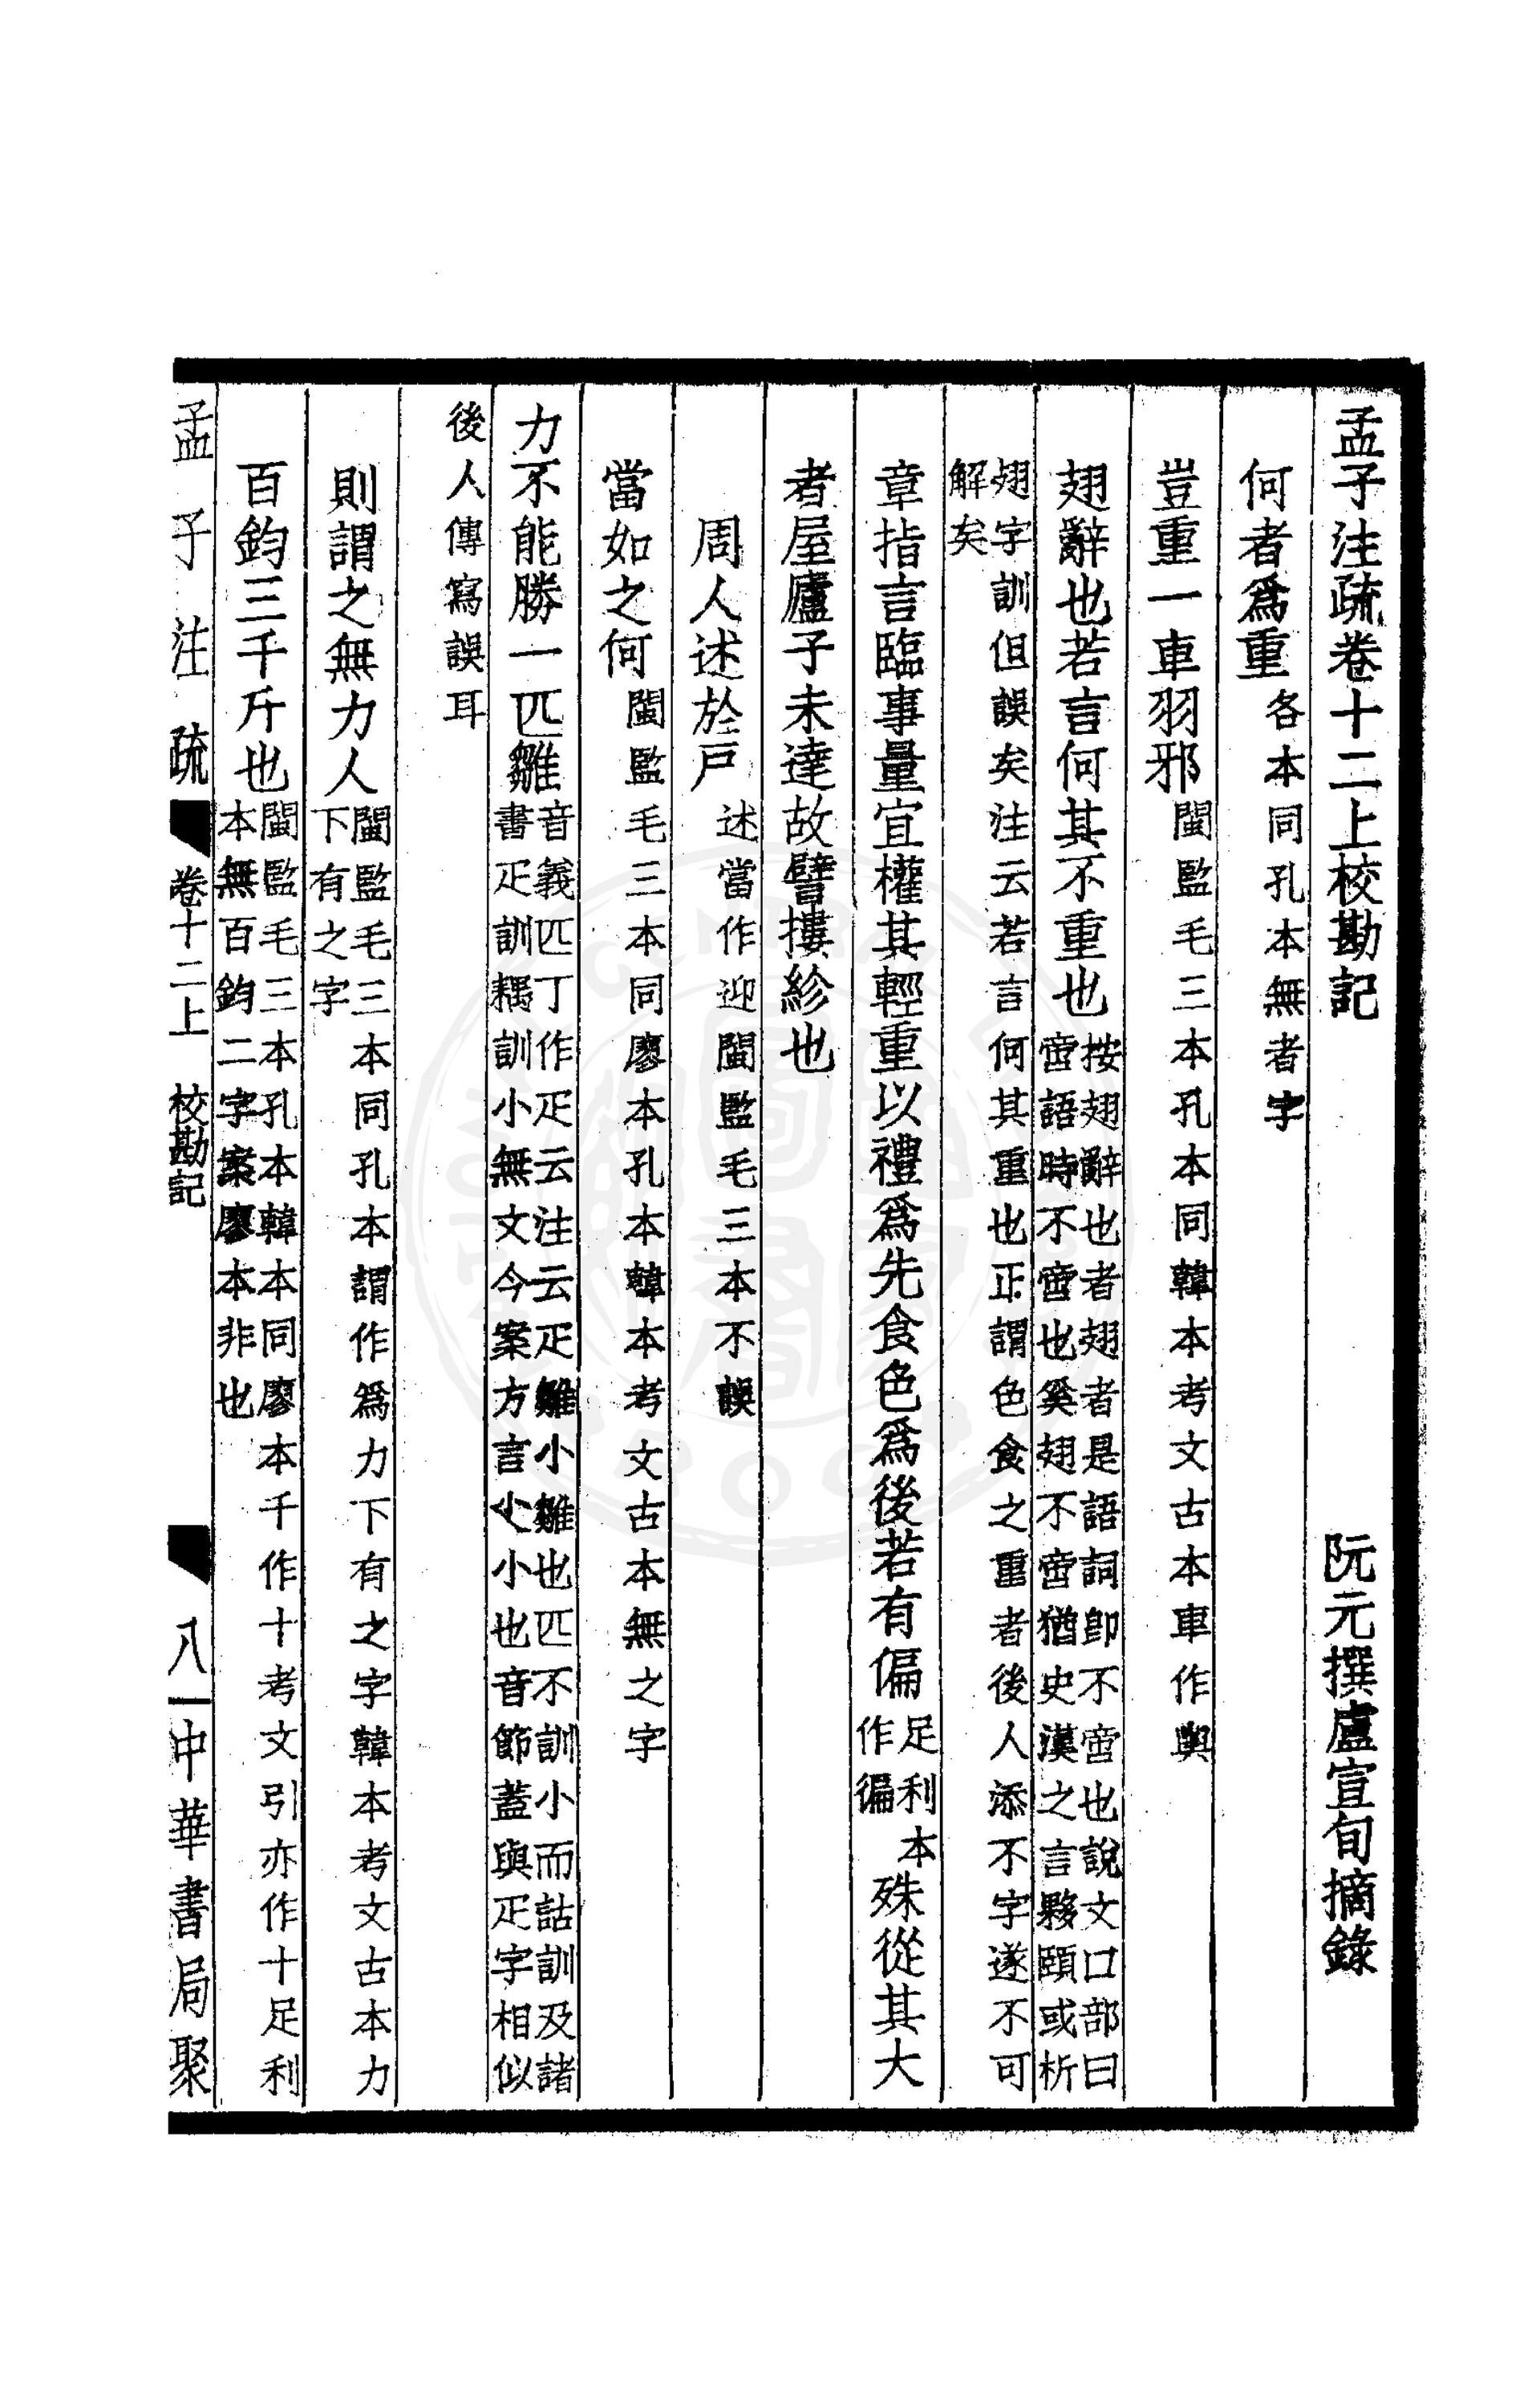 孟子注疏卷十二上校勘記　阮元撰盧宣旬摘錄
何者爲重各本同孔本無者字
豈重一車羽邪閩監毛三本孔本同韓本考文古本車作輿
翅辭也若言何其不重也按翅辭也者翅者是語詞卽不啻也說文口部曰
啻語時不啻也奚翅不啻猶史漢之言夥頤或析
翅字訓但誤矣注云若言何其重也正謂色食之重者後人添不字遂不可
解矣
章指言臨事量宜權其輕重以禮爲先食色爲後若有偏足利本作徧殊從其大
者屋廬子未達故譬摟紾也
周人述於戶述當作迎閩監毛三本不誤
當如之何閩監毛三本同廖本孔本韓本考文古本無之字
力不能勝一匹雛音義匹丁作疋云注云疋雛小雛也匹不訓小而詁訓及諸
書疋訓耦訓小無文今案方言尐小也音節蓋與疋字相似
後人傳寫誤耳
則謂之無力人閩監毛三本同孔本謂作爲力下有之字韓本考文古本力
下有之字
百鈞三千斤也閩監毛三本孔本韓本同廖本千作十考文引亦作十足利
本無百鈞二字案廖本非也
孟子注疏　卷十二上　校勘記　八一中華書局聚